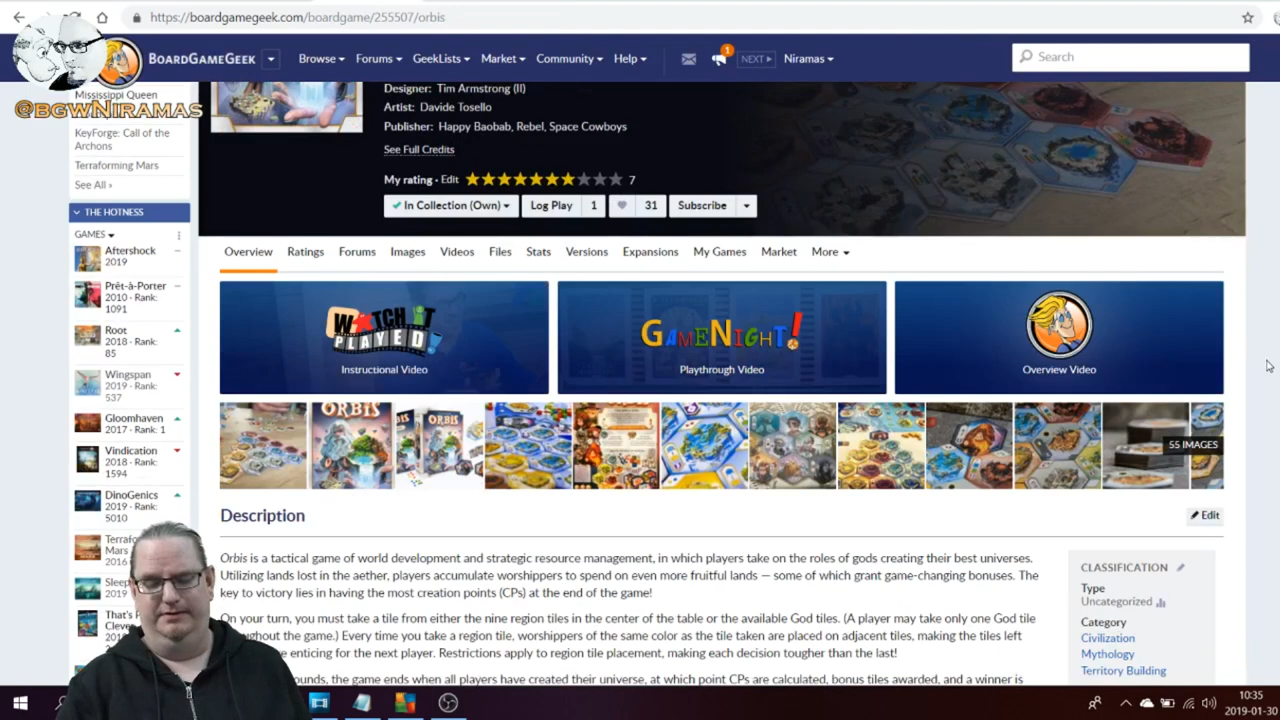 https://boardgamegeek.com/boardgame/255507/orbis
BOARDGAMEGEEK
Browse
Forums
GeekLists
Market
Community
Help
1
NEXT
Niramas
Search
@BGWNIRAMAS
Mississippi Queen
KeyForge: Call of the
Archons
Terraforming Mars
See All »
Designer: Tim Armstrong (II)
Artist: Davide Tosello
Publisher: Happy Baobab, Rebel, Space Cowboys
See Full Credits
My rating · Edit 7
In Collection (Own)
Log Play 1
31
Subscribe
THE HOTNESS
GAMES
Aftershock
2019
Prêt-à-Porter
2010 · Rank:
1091
Root
2018 · Rank:
85
Wingspan
2019 · Rank:
537
Gloomhaven
2017 · Rank: 1
Vindication
2018 · Rank:
1594
DinoGenics
2019 · Rank:
5010
Mars
2016
2019
That's P
Clever
Overview Ratings Forums Images Videos Files Stats Versions Expansions My Games Market More
WATCH IT
PLAYED!
Instructional Video
GAMENIGHT!
Playthrough Video
Overview Video
ORBIS
ORBIS
55 IMAGES
Description
Edit
Orbis is a tactical game of world development and strategic resource management, in which players take on the roles of gods creating their best universes.
Utilizing lands lost in the aether, players accumulate worshippers to spend on even more fruitful lands — some of which grant game-changing bonuses. The
key to victory lies in having the most creation points (CPs) at the end of the game!
On your turn, you must take a tile from either the nine region tiles in the center of the table or the available God tiles. (A player may take only one God tile
the game.) Every time you take a region tile, worshippers of the same color as the tile taken are placed on adjacent tiles, making the tiles left
enticing for the next player. Restrictions apply to region tile placement, making each decision tougher than the last!
the game ends when all players have created their universe, at which point CPs are calculated, bonus tiles awarded, and a winner is
CLASSIFICATION
Type
Uncategorized
Category
Civilization
Mythology
Territory Building
10:35
2019-01-30